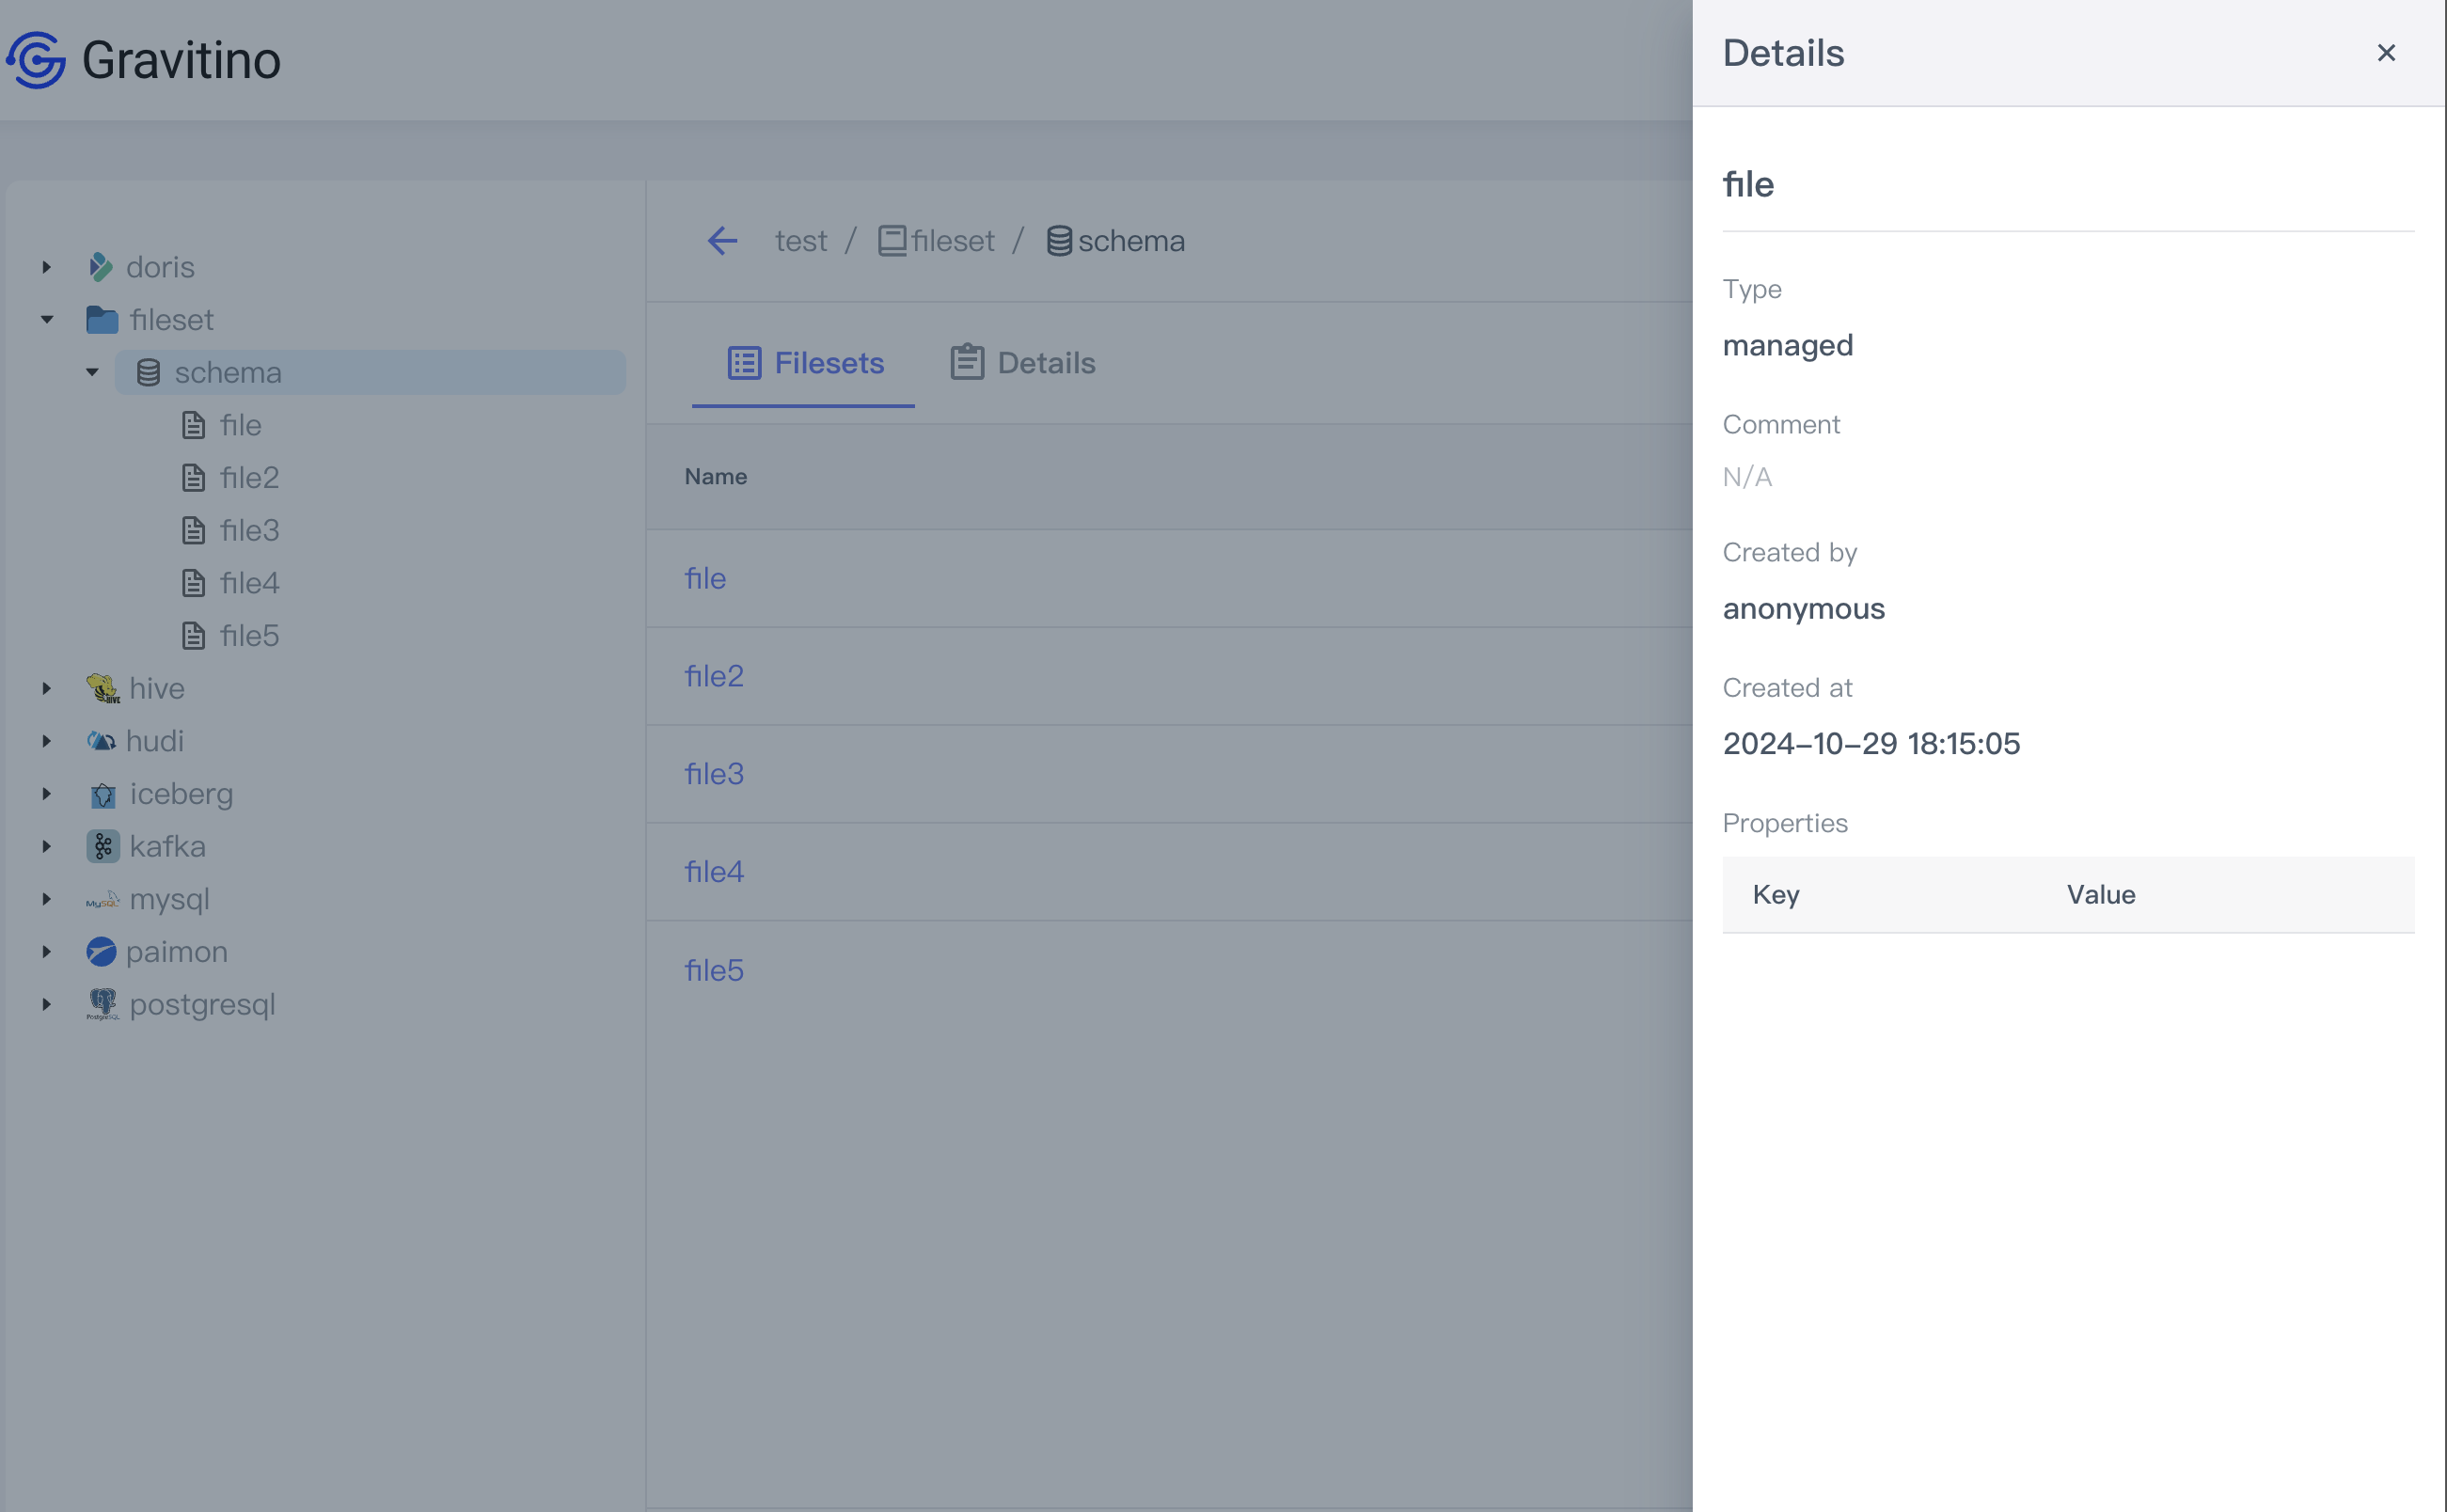 Gravitino
doris
fileset
schema
file
file2
file3
file4
file5
hive
hudi
iceberg
kafka
mysql
paimon
postgresql
test / fileset / schema
Filesets Details
Name
file
file2
file3
file4
file5
Details
file
Type
managed
Comment
N/A
Created by
anonymous
Created at
2024–10–29 18:15:05
Properties
Key Value